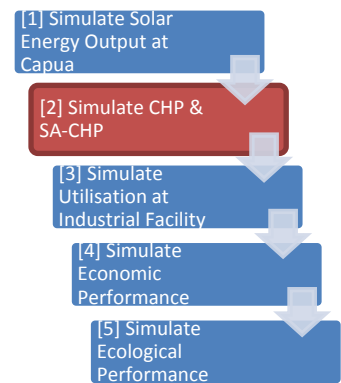 [1] Simulate Solar
Energy Output at
Capua
[2] Simulate CHP &
SA-CHP
[3] Simulate
Utilisation at
Industrial Facility
[4] Simulate
Economic
Performance
[5] Simulate
Ecological
Performance